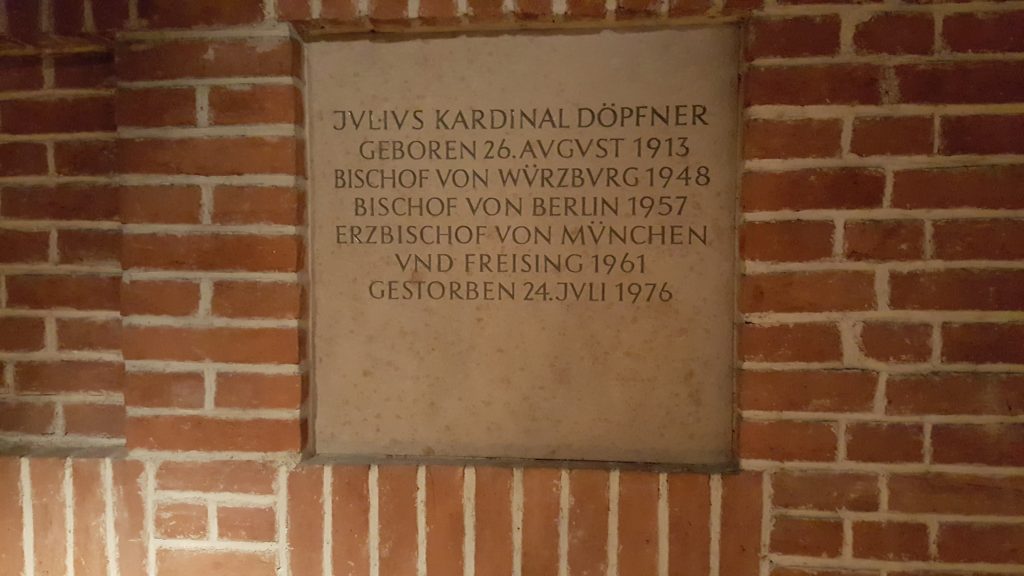 JVLIVS KARDINAL DÖPFNER
GEBOREN 26. AVGVST 1913
BISCHOF VON WÜRZBVRG 1948
BISCHOF VON BERLIN 1957
ERZBISCHOF VON MÜNCHEN
VND FREISING 1961
GESTORBEN 24. JVLI 1976